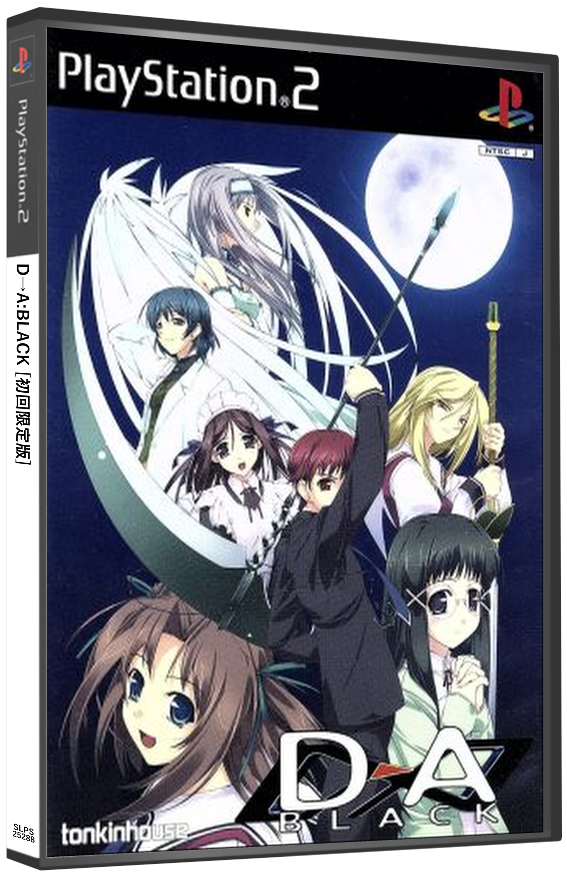 PlayStation®2
NTSC J
PlayStation®2
D→A:BLACK [初回限定版]
SLPS
25288
D→A
BLACK
tonkinhouse